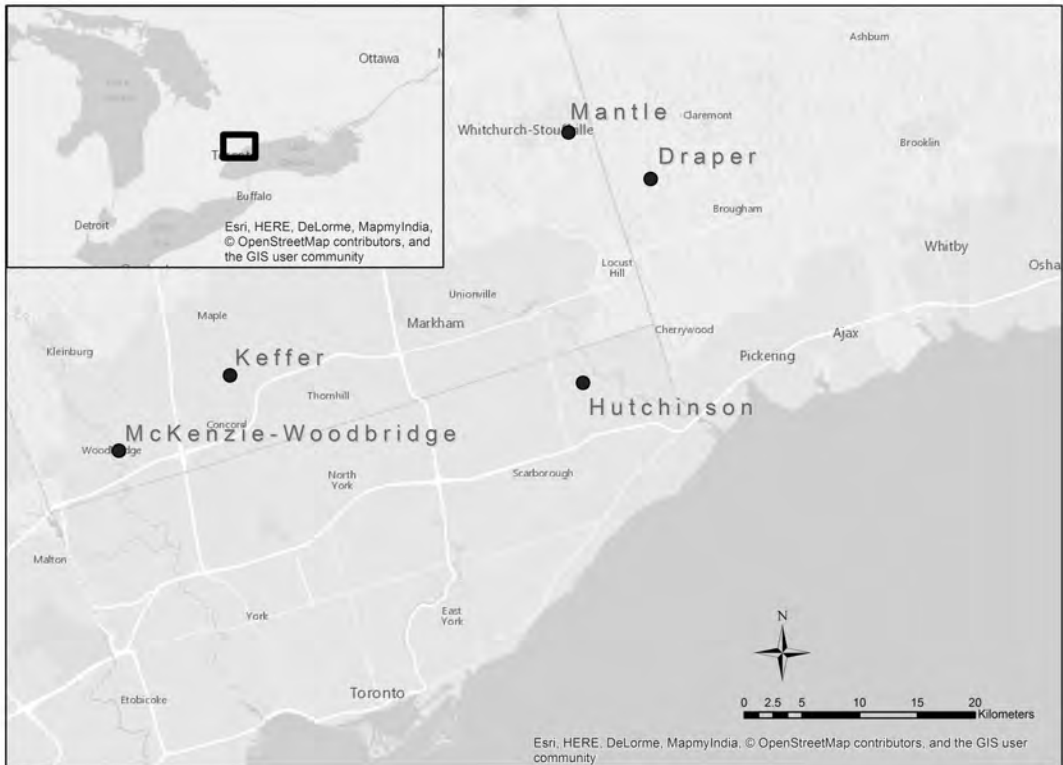 Ottawa
M
Toronto
Buffalo
Detroit
Esri, HERE, DeLorme, MapmyIndia,
© OpenStreetMap contributors, and
the GIS user community
Ashburn
Mantle
Claremont
Whitchurch-Stouffville
Brooklin
Draper
Brougham
Whitby
Locust
Hill
Osha
Unionville
Maple
Markham
Cherrywood
Ajax
Kleinburg
Pickering
Keffer
Thornhill
Hutchinson
Concord
McKenzie-Woodbridge
Woodbridge
North
York
Scarborough
Malton
York
East
York
N
Toronto
Etobicoke
0 2.5 5 10 15 20
Kilometers
Esri, HERE, DeLorme, MapmyIndia, © OpenStreetMap contributors, and the GIS user
community